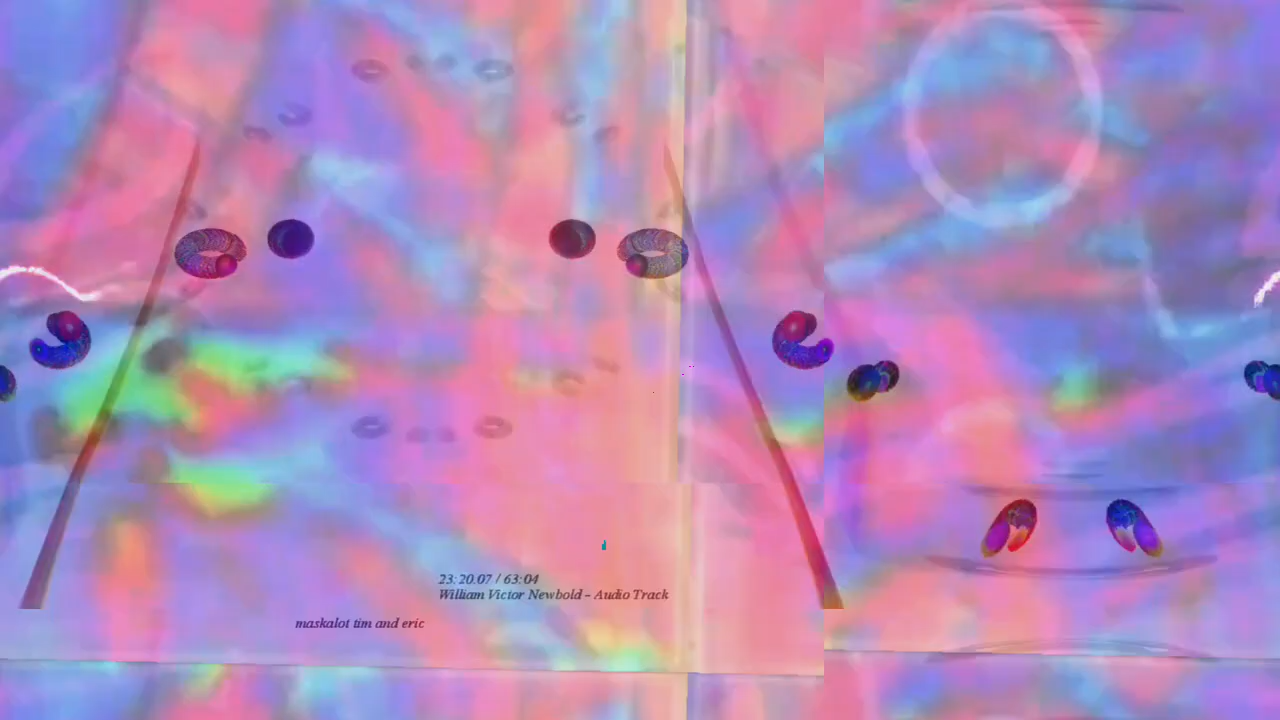 23:20.07 / 63:04
William Victor Newbold – Audio Track
maskalot tim and eric